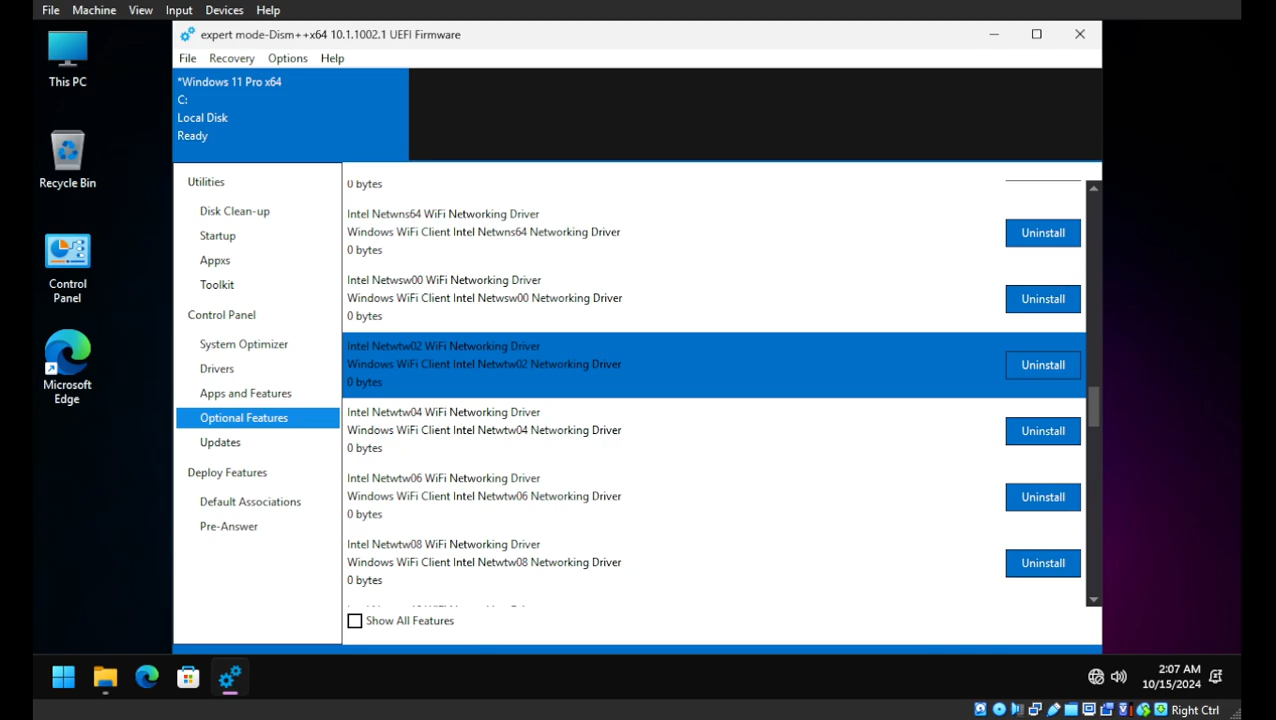 File Machine View Input Devices Help
expert mode-Dism++x64 10.1.1002.1 UEFI Firmware
File Recovery Options Help
*Windows 11 Pro x64
C:
Local Disk
Ready
This PC
Recycle Bin
Control
Panel
Microsoft
Edge
Utilities
Disk Clean-up
Startup
Appxs
Toolkit
Control Panel
System Optimizer
Drivers
Apps and Features
Optional Features
Updates
Deploy Features
Default Associations
Pre-Answer
0 bytes
Intel Netwns64 WiFi Networking Driver
Windows WiFi Client Intel Netwns64 Networking Driver
0 bytes
Uninstall
Intel Netwsw00 WiFi Networking Driver
Windows WiFi Client Intel Netwsw00 Networking Driver
0 bytes
Uninstall
Intel Netwtw02 WiFi Networking Driver
Windows WiFi Client Intel Netwtw02 Networking Driver
0 bytes
Uninstall
Intel Netwtw04 WiFi Networking Driver
Windows WiFi Client Intel Netwtw04 Networking Driver
0 bytes
Uninstall
Intel Netwtw06 WiFi Networking Driver
Windows WiFi Client Intel Netwtw06 Networking Driver
0 bytes
Uninstall
Intel Netwtw08 WiFi Networking Driver
Windows WiFi Client Intel Netwtw08 Networking Driver
0 bytes
Uninstall
Show All Features
2:07 AM
10/15/2024
Right Ctrl